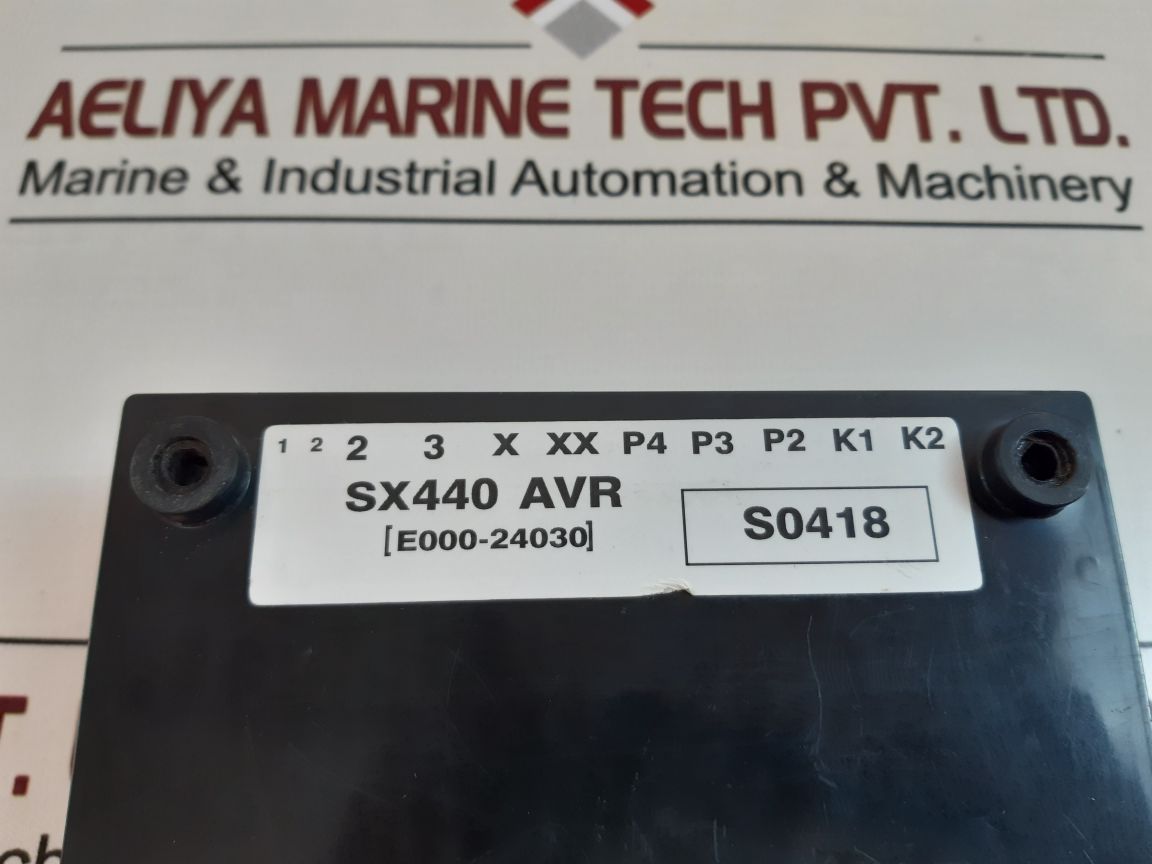 AELIYA MARINE TECH PVT. LTD.
Marine & Industrial Automation & Machinery
1 2 2 3 X XX P4 P3 P2 K1 K2
SX440 AVR
[E000-24030]
S0418
T.
ch